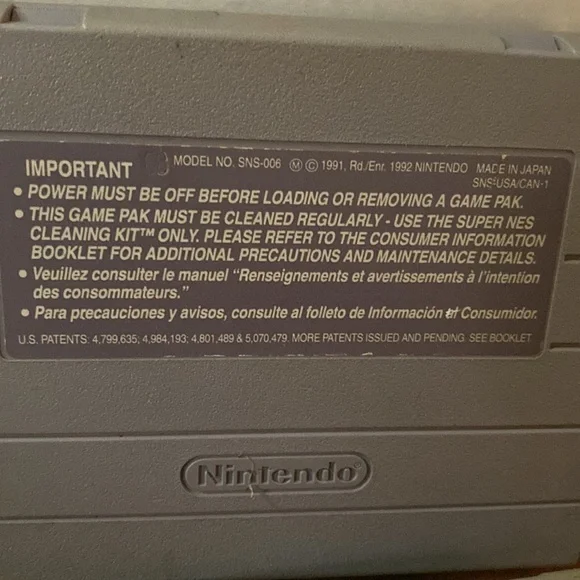 IMPORTANT MODEL NO. SNS-006 Ⓜ © 1991, Rd./Enr. 1992 NINTENDO MADE IN JAPAN
SNS-USA/CAN-1
• POWER MUST BE OFF BEFORE LOADING OR REMOVING A GAME PAK.
• THIS GAME PAK MUST BE CLEANED REGULARLY - USE THE SUPER NES
CLEANING KIT™ ONLY. PLEASE REFER TO THE CONSUMER INFORMATION
BOOKLET FOR ADDITIONAL PRECAUTIONS AND MAINTENANCE DETAILS.
• Veuillez consulter le manuel "Renseignements et avertissements à l'intention
des consommateurs."
• Para precauciones y avisos, consulte al folleto de Información al Consumidor.
U.S. PATENTS: 4,799,635; 4,984,193; 4,801,489 & 5,070,479. MORE PATENTS ISSUED AND PENDING. SEE BOOKLET
Nintendo®